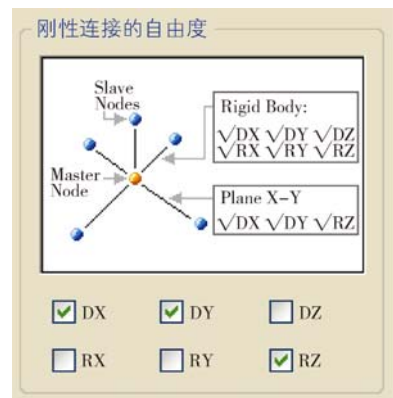 刚性连接的自由度
Slave
Nodes
Master
Node
Rigid Body:
√DX √DY √DZ
√RX √RY √RZ
Plane X-Y
√DX √DY √RZ
DX DY DZ
RX RY RZ